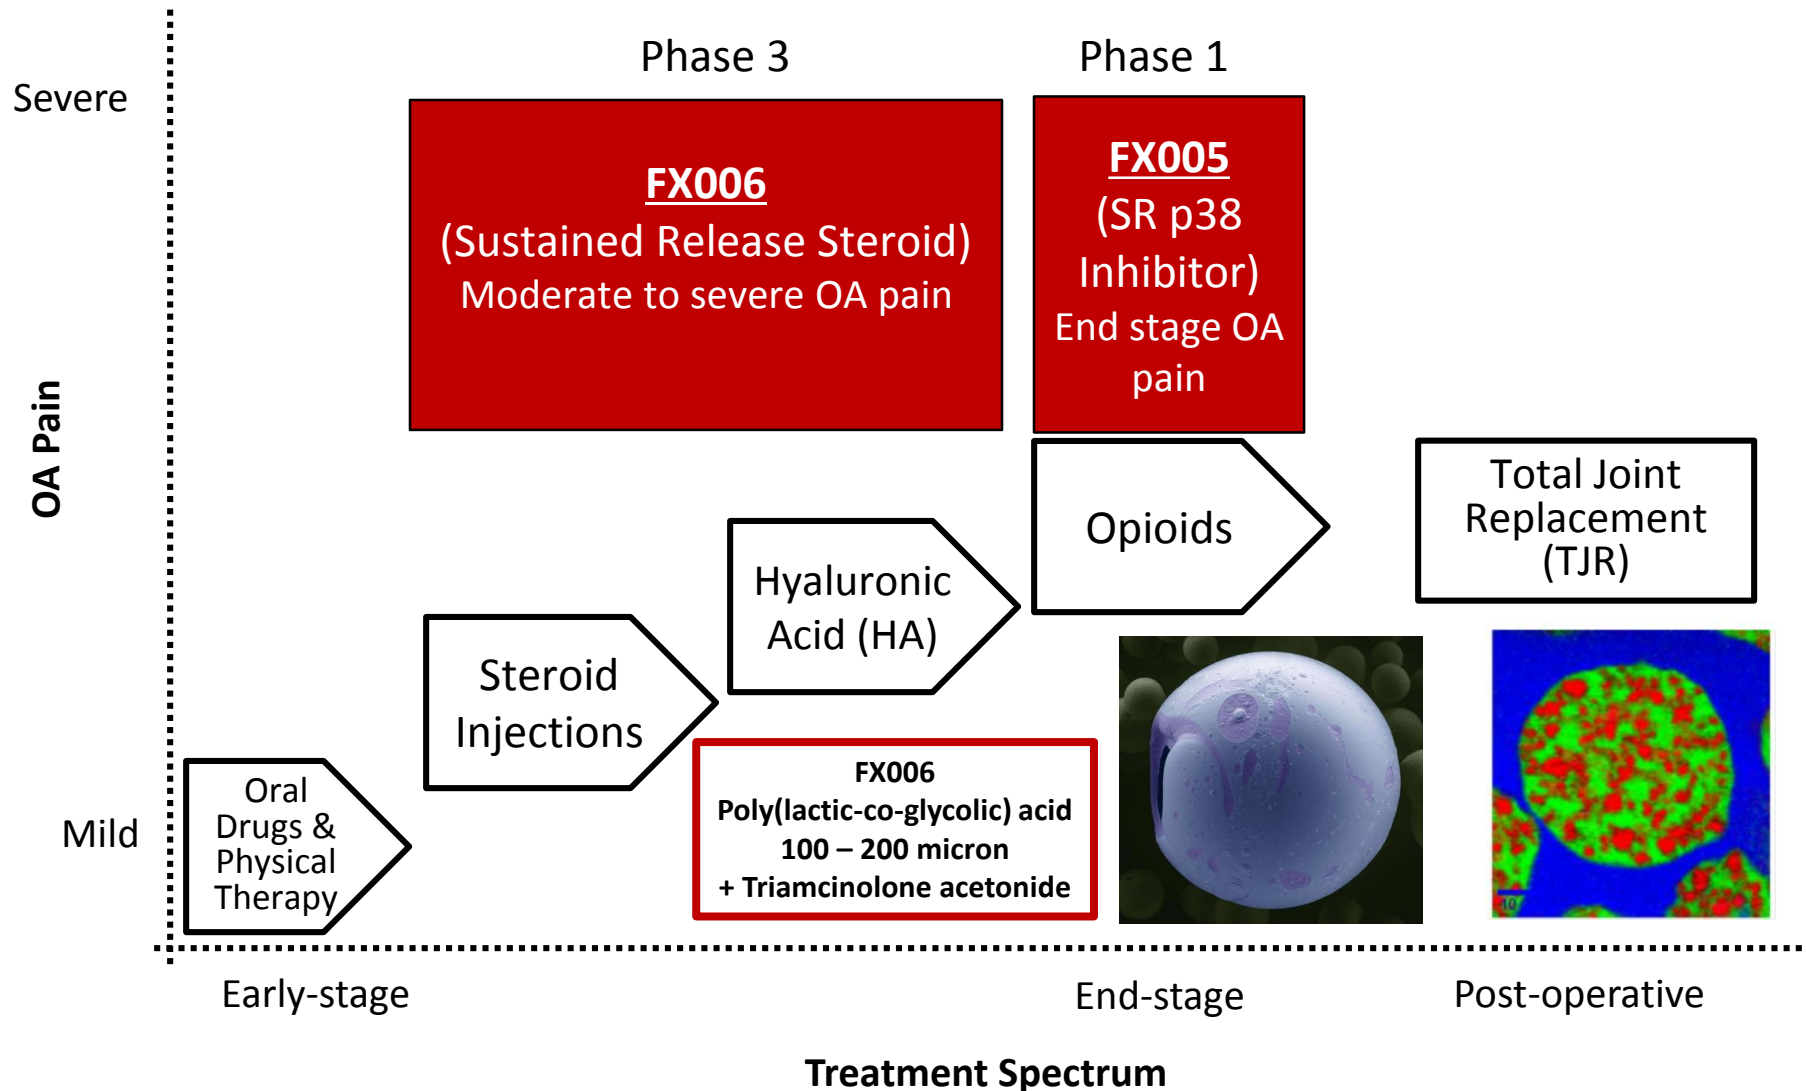 Phase 3
Phase 1
Severe
FX006
(Sustained Release Steroid)
Moderate to severe OA pain
FX005
(SR p38
Inhibitor)
End stage OA
pain
OA Pain
Total Joint
Replacement
(TJR)
Opioids
Hyaluronic
Acid (HA)
Steroid
Injections
Oral
Drugs &
Physical
Therapy
Mild
FX006
Poly(lactic-co-glycolic) acid
100 – 200 micron
+ Triamcinolone acetonide
10
Early-stage
End-stage
Post-operative
Treatment Spectrum